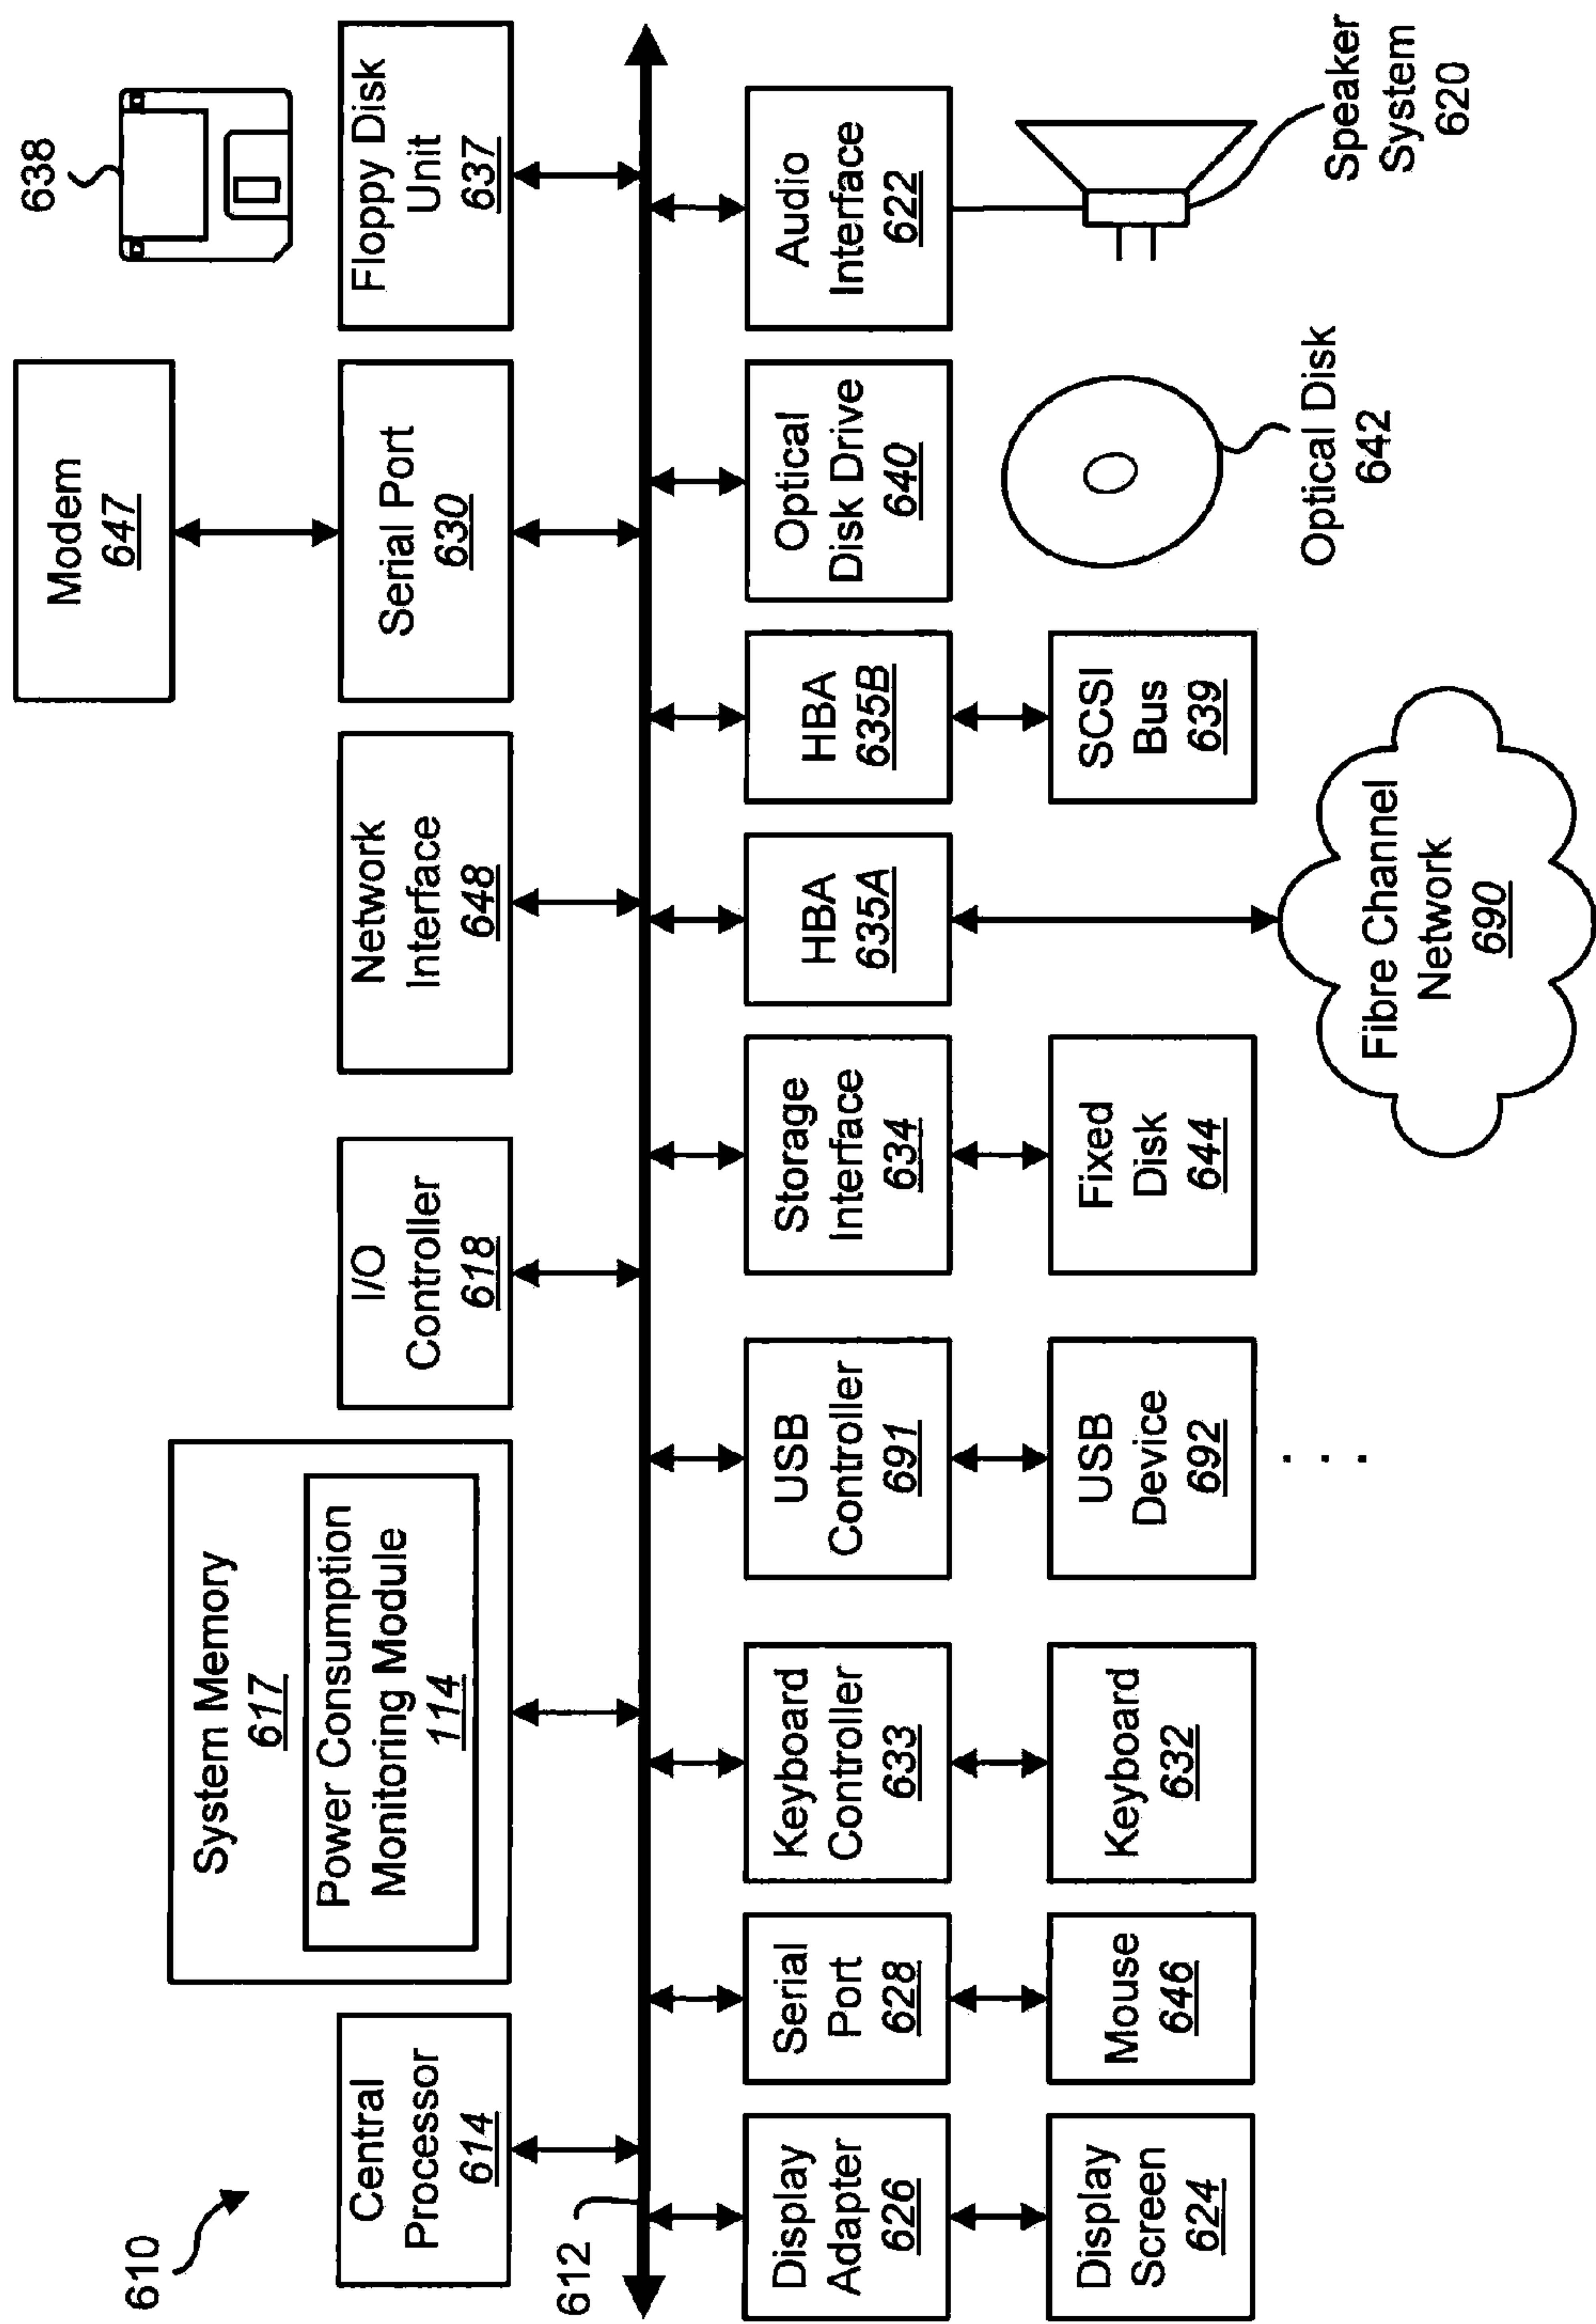 610
Modem
647
638
System Memory
617
Power Consumption
Monitoring Module
114
Central
Processor
614
I/O
Controller
618
Network
Interface
648
Serial Port
630
Floppy Disk
Unit
637
612
Display
Adapter
626
Serial
Port
628
Keyboard
Controller
633
USB
Controller
691
Storage
Interface
634
HBA
635A
HBA
635B
Optical
Disk Drive
640
Audio
Interface
622
Display
Screen
624
Mouse
646
Keyboard
632
USB
Device
692
. . .
Fixed
Disk
644
SCSI
Bus
639
Fibre Channel
Network
690
Optical Disk
642
Speaker
System
620